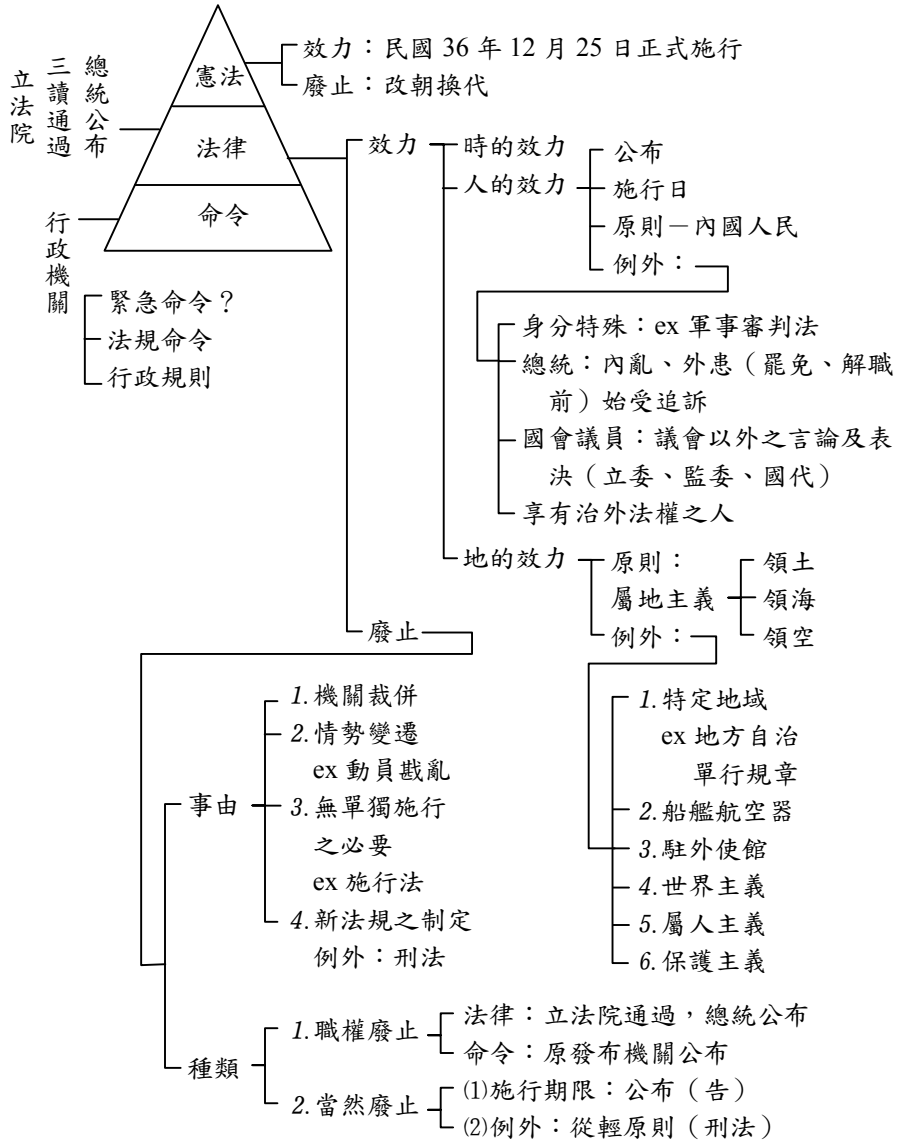 憲法
效力：民國 36 年 12 月 25 日正式施行
廢止：改朝換代
立法院
三讀通過
總統公布
法律
命令
行政機關
緊急命令？
法規命令
行政規則
效力
時的效力
人的效力
公布
施行日
原則－內國人民
例外：
身分特殊：ex 軍事審判法
總統：內亂、外患（罷免、解職
前）始受追訴
國會議員：議會以外之言論及表
決（立委、監委、國代）
享有治外法權之人
地的效力
原則：
屬地主義
領土
領海
領空
例外：
1.特定地域
ex 地方自治
單行規章
2.船艦航空器
3.駐外使館
4.世界主義
5.屬人主義
6.保護主義
廢止
事由
1.機關裁併
2.情勢變遷
ex 動員戡亂
3.無單獨施行
之必要
ex 施行法
4.新法規之制定
例外：刑法
種類
1.職權廢止
法律：立法院通過，總統公布
命令：原發布機關公布
2.當然廢止
⑴施行期限：公布（告）
⑵例外：從輕原則（刑法）